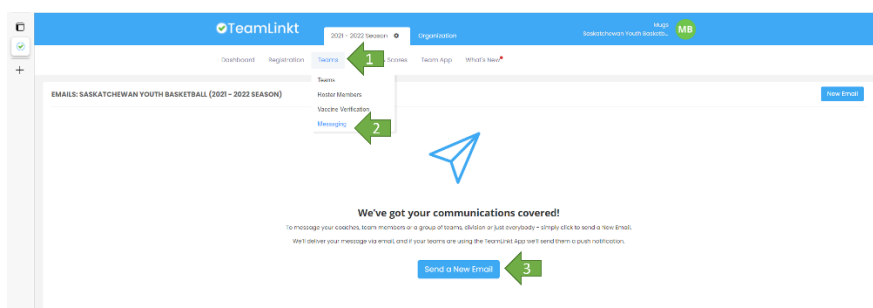 TeamLinkt
2021 - 2022 Season
Organization
Mugs
Saskatchewan Youth Basketb...
MB
Dashboard Registration Teams 1 Scores Team App What's New
Teams
Roster Members
Vaccine Verification
Messaging
2
EMAILS: SASKATCHEWAN YOUTH BASKETBALL (2021 - 2022 SEASON)
New Email
We've got your communications covered!
To message your coaches, team members or a group of teams, division or just everybody - simply click to send a New Email.
We'll deliver your message via email, and if your teams are using the TeamLinkt App we'll send them a push notification.
Send a New Email
3